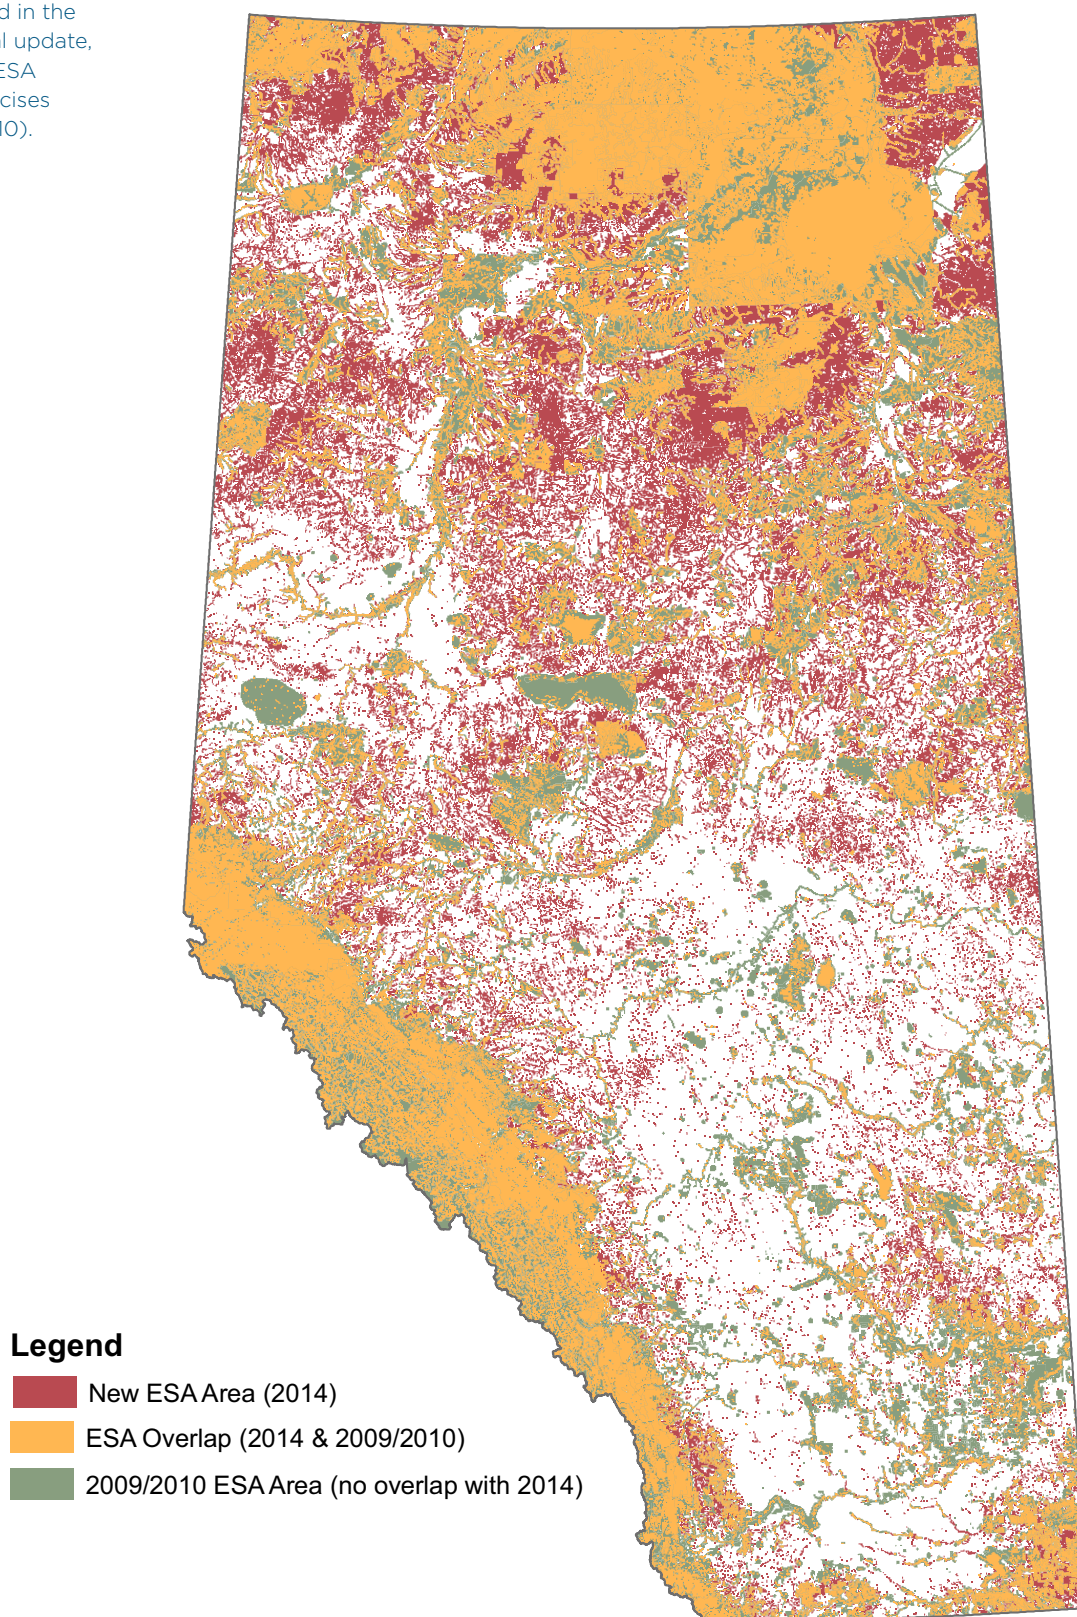 d in the
l update,
ESA
cises
10).
Legend
New ESA Area (2014)
ESA Overlap (2014 & 2009/2010)
2009/2010 ESA Area (no overlap with 2014)